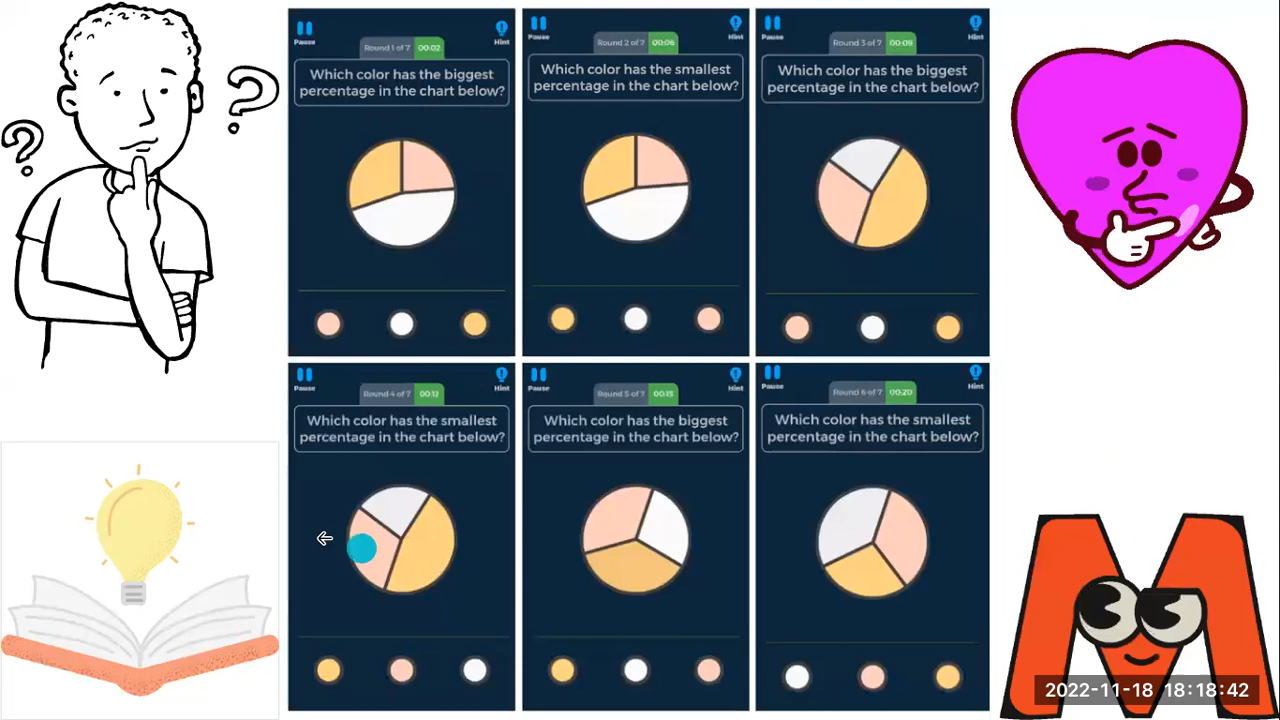 Pause
Hint
Round 1 of 7 00:02
Which color has the biggest
percentage in the chart below?
Pause
Hint
Round 2 of 7 00:06
Which color has the smallest
percentage in the chart below?
Pause
Hint
Round 3 of 7 00:09
Which color has the biggest
percentage in the chart below?
Pause
Hint
Round 4 of 7 00:12
Which color has the smallest
percentage in the chart below?
Pause
Hint
Round 5 of 7 00:15
Which color has the biggest
percentage in the chart below?
Pause
Hint
Round 6 of 7 00:20
Which color has the smallest
percentage in the chart below?
? ?
M
2022-11-18 18:18:42